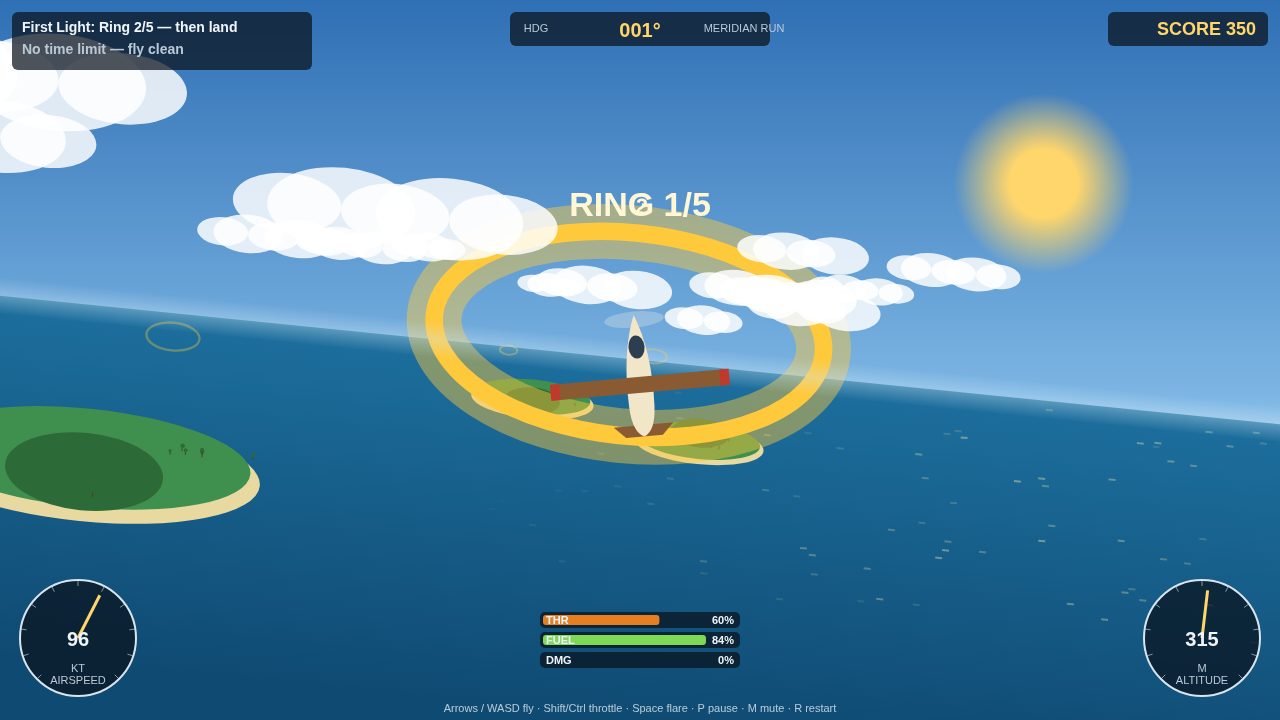 First Light: Ring 2/5 — then land
No time limit — fly clean
HDG 001° MERIDIAN RUN
SCORE 350
RING 1/5
2
96
KT
AIRSPEED
THR 60%
FUEL 84%
DMG 0%
315
M
ALTITUDE
Arrows / WASD fly · Shift/Ctrl throttle · Space flare · P pause · M mute · R restart